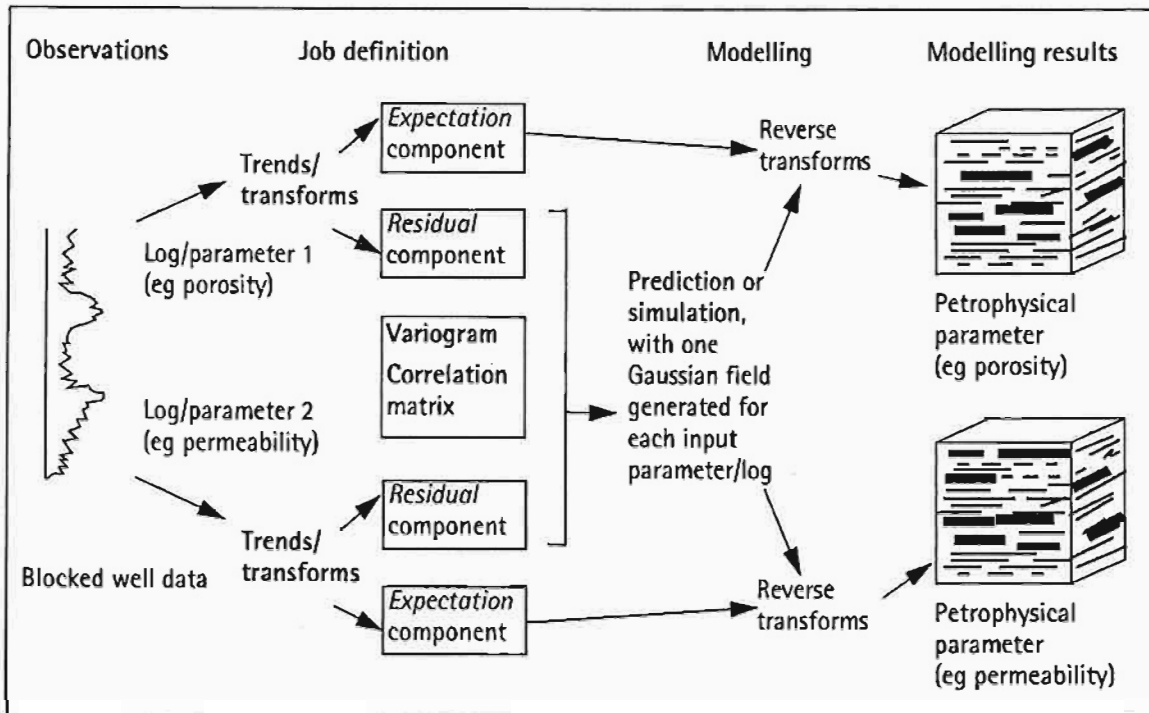 Observations
Job definition
Modelling
Modelling results
Expectation
component
Trends/
transforms
Residual
component
Log/parameter 1
(eg porosity)
Variogram
Correlation
matrix
Log/parameter 2
(eg permeability)
Residual
component
Trends/
transforms
Blocked well data
Expectation
component
Prediction or
simulation,
with one
Gaussian field
generated for
each input
parameter/log
Reverse
transforms
Reverse
transforms
Petrophysical
parameter
(eg porosity)
Petrophysical
parameter
(eg permeability)